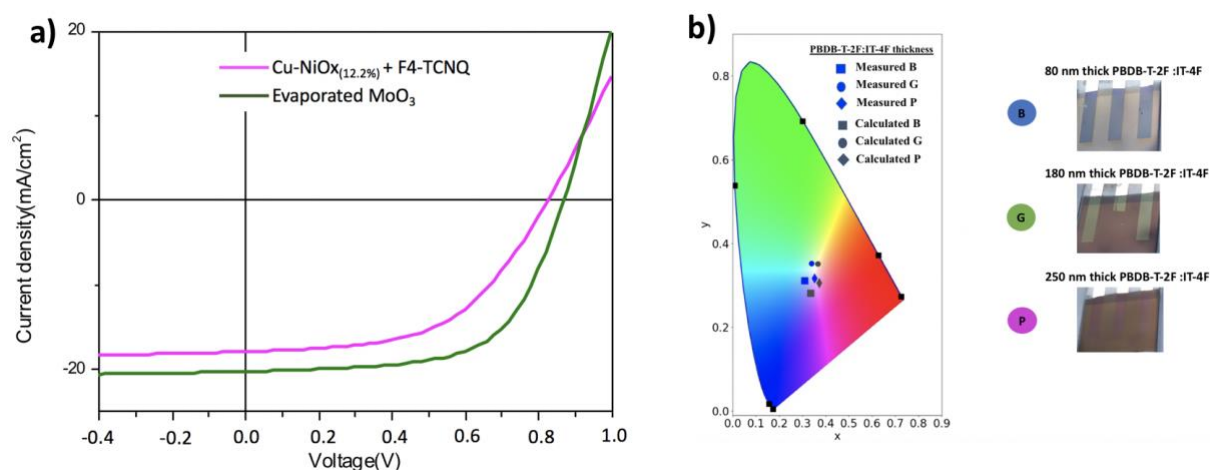 a)
20
0
-20
Current density(mA/cm²)
Cu-NiOx(12.2%) + F4-TCNQ
Evaporated MoO₃
-0.4 -0.2 0.0 0.2 0.4 0.6 0.8 1.0
Voltage(V)
b)
PBDB-T-2F:IT-4F thickness
Measured B
Measured G
Measured P
Calculated B
Calculated G
Calculated P
0.8
0.6
0.4
0.2
0.0
y
0.0 0.1 0.2 0.3 0.4 0.5 0.6 0.7 0.8 0.9
x
80 nm thick PBDB-T-2F :IT-4F
B
180 nm thick PBDB-T-2F :IT-4F
G
250 nm thick PBDB-T-2F :IT-4F
P